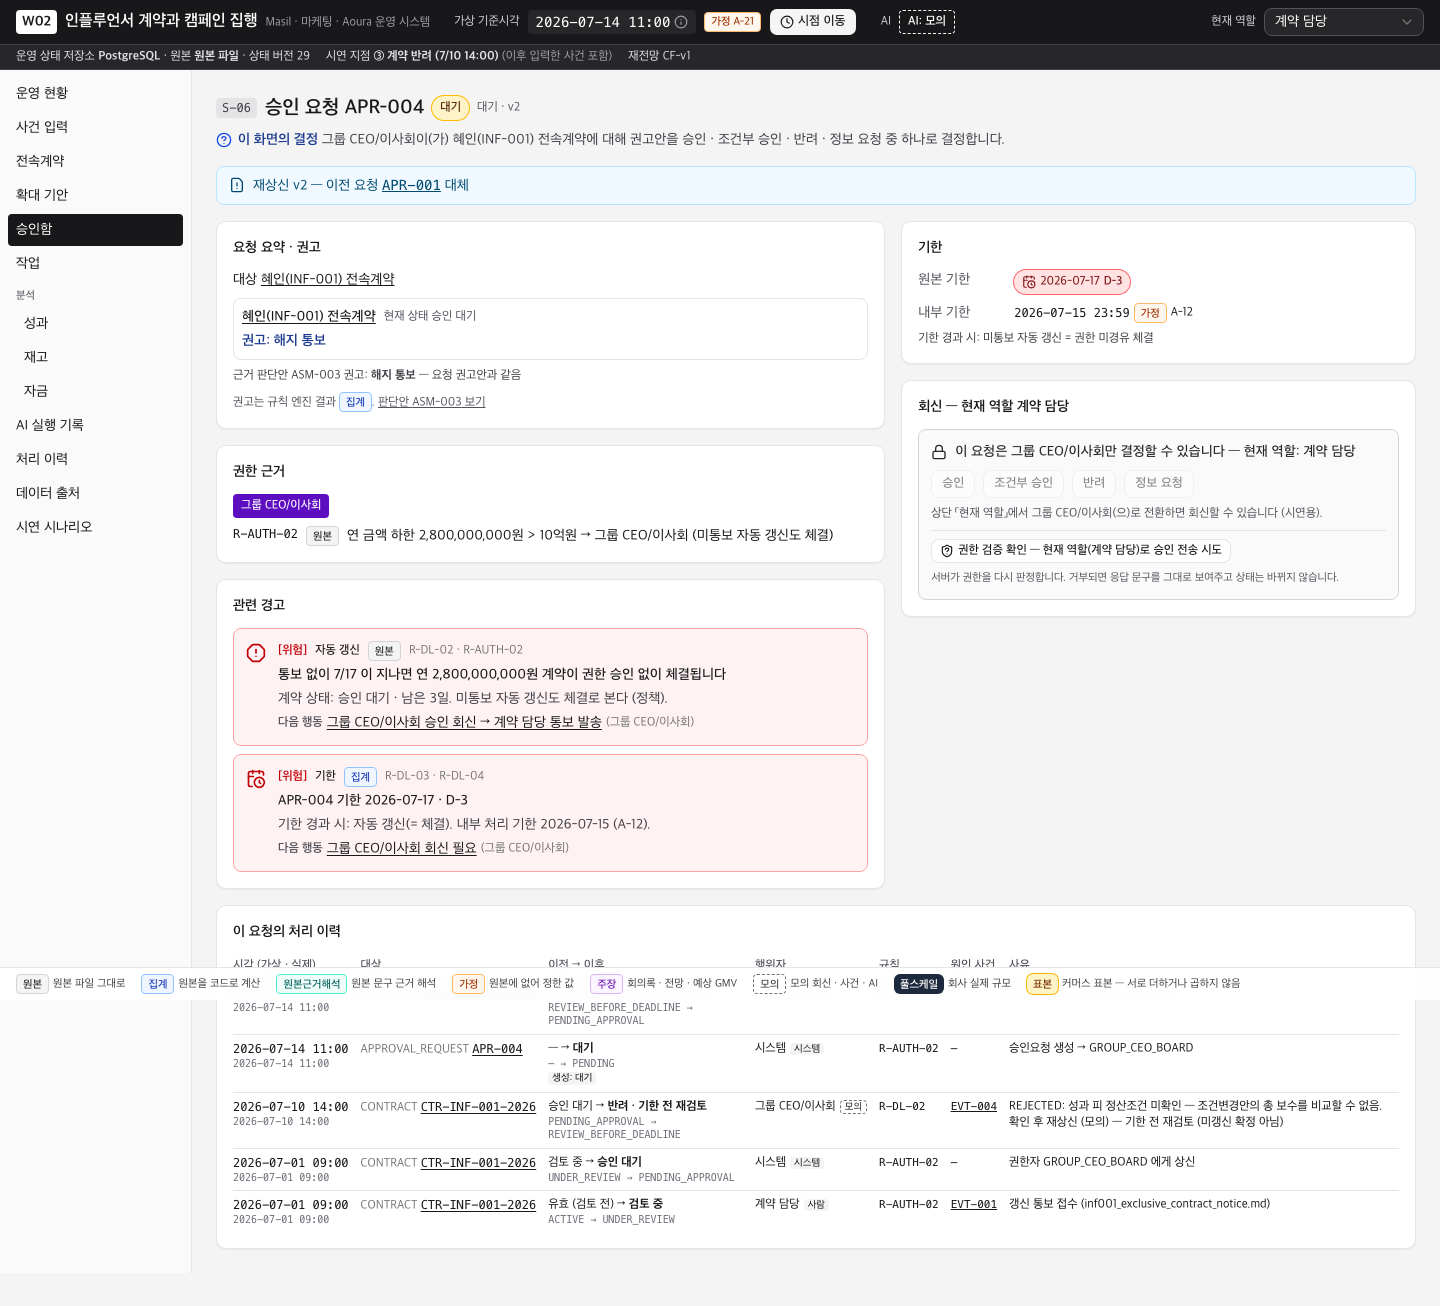 W02 인플루언서 계약과 캠페인 집행 Masil · 마케팅 · Aoura 운영 시스템 가상 기준시각 2026-07-14 11:00 가정 A-21 시점 이동 AI AI: 모의 현재 역할 계약 담당
운영 상태 저장소 PostgreSQL · 원본 원본 파일 · 상태 버전 29 시연 지점 ③ 계약 반려 (7/10 14:00) (이후 입력한 사건 포함) 재전망 CF-v1
운영 현황
사건 입력
전속계약
확대 기안
승인함
작업
분석
성과
재고
자금
AI 실행 기록
처리 이력
데이터 출처
시연 시나리오
S-06 승인 요청 APR-004 대기 대기 · v2
이 화면의 결정 그룹 CEO/이사회이(가) 혜인(INF-001) 전속계약에 대해 권고안을 승인 · 조건부 승인 · 반려 · 정보 요청 중 하나로 결정합니다.
재상신 v2 — 이전 요청 APR-001 대체
요청 요약 · 권고
대상 혜인(INF-001) 전속계약
혜인(INF-001) 전속계약 현재 상태 승인 대기
권고: 해지 통보
근거 판단안 ASM-003 권고: 해지 통보 — 요청 권고안과 같음
권고는 규칙 엔진 결과 집계. 판단안 ASM-003 보기
권한 근거
그룹 CEO/이사회
R-AUTH-02 원본 연 금액 하한 2,800,000,000원 > 10억원 → 그룹 CEO/이사회 (미통보 자동 갱신도 체결)
관련 경고
[위험] 자동 갱신 원본 R-DL-02 · R-AUTH-02
통보 없이 7/17 이 지나면 연 2,800,000,000원 계약이 권한 승인 없이 체결됩니다
계약 상태: 승인 대기 · 남은 3일. 미통보 자동 갱신도 체결로 본다 (정책).
다음 행동 그룹 CEO/이사회 승인 회신 → 계약 담당 통보 발송 (그룹 CEO/이사회)
[위험] 기한 집계 R-DL-03 · R-DL-04
APR-004 기한 2026-07-17 · D-3
기한 경과 시: 자동 갱신(= 체결). 내부 처리 기한 2026-07-15 (A-12).
다음 행동 그룹 CEO/이사회 회신 필요 (그룹 CEO/이사회)
기한
원본 기한 2026-07-17 D-3
내부 기한 2026-07-15 23:59 가정 A-12
기한 경과 시: 미통보 자동 갱신 = 권한 미경유 체결
회신 — 현재 역할 계약 담당
이 요청은 그룹 CEO/이사회만 결정할 수 있습니다 — 현재 역할: 계약 담당
승인 조건부 승인 반려 정보 요청
상단 「현재 역할」에서 그룹 CEO/이사회(으)로 전환하면 회신할 수 있습니다 (시연용).
권한 검증 확인 — 현재 역할(계약 담당)로 승인 전송 시도
서버가 권한을 다시 판정합니다. 거부되면 응답 문구를 그대로 보여주고 상태는 바뀌지 않습니다.
이 요청의 처리 이력
시각 (가상 · 실제) 대상 이전 → 이후 행위자 규칙 원인 사건 사유
원본 원본 파일 그대로 집계 원본을 코드로 계산 원본근거해석 원본 문구 근거 해석 가정 원본에 없어 정한 값 주장 회의록 · 전망 · 예상 GMV 모의 모의 회신 · 사건 · AI 풀스케일 회사 실제 규모 표본 커머스 표본 — 서로 더하거나 곱하지 않음
2026-07-14 11:00 REVIEW_BEFORE_DEADLINE →
PENDING_APPROVAL
2026-07-14 11:00 APPROVAL_REQUEST APR-004 — → 대기 시스템 시스템 R-AUTH-02 — 승인요청 생성 → GROUP_CEO_BOARD
2026-07-14 11:00 — → PENDING
생성: 대기
2026-07-10 14:00 CONTRACT CTR-INF-001-2026 승인 대기 → 반려 · 기한 전 재검토 그룹 CEO/이사회 모의 R-DL-02 EVT-004 REJECTED: 성과 피 정산조건 미확인 — 조건변경안의 총 보수를 비교할 수 없음.
2026-07-10 14:00 PENDING_APPROVAL → 확인 후 재상신 (모의) — 기한 전 재검토 (미갱신 확정 아님)
REVIEW_BEFORE_DEADLINE
2026-07-01 09:00 CONTRACT CTR-INF-001-2026 검토 중 → 승인 대기 시스템 시스템 R-AUTH-02 — 권한자 GROUP_CEO_BOARD 에게 상신
2026-07-01 09:00 UNDER_REVIEW → PENDING_APPROVAL
2026-07-01 09:00 CONTRACT CTR-INF-001-2026 유효 (검토 전) → 검토 중 계약 담당 사람 R-AUTH-02 EVT-001 갱신 통보 접수 (inf001_exclusive_contract_notice.md)
2026-07-01 09:00 ACTIVE → UNDER_REVIEW